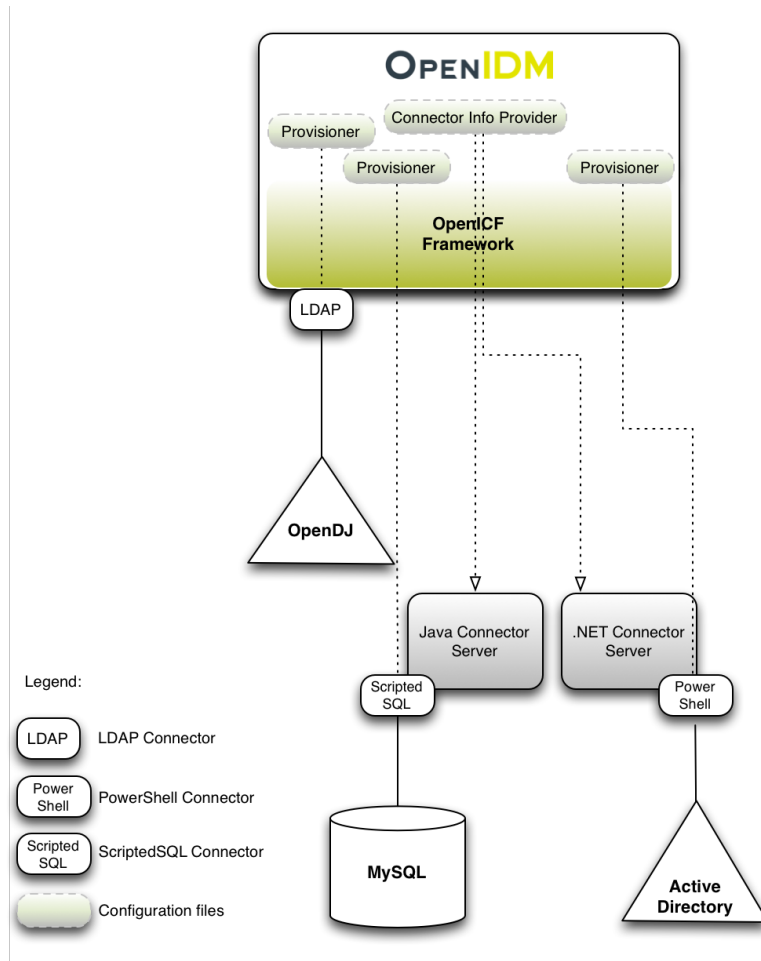 OPENIDM
Connector Info Provider
Provisioner
Provisioner
Provisioner
OpenICF
Framework
LDAP
OpenDJ
Java Connector
Server
.NET Connector
Server
Scripted
SQL
Power
Shell
MySQL
Active
Directory
Legend:
LDAP
LDAP Connector
Power
Shell
PowerShell Connector
Scripted
SQL
ScriptedSQL Connector
Configuration files